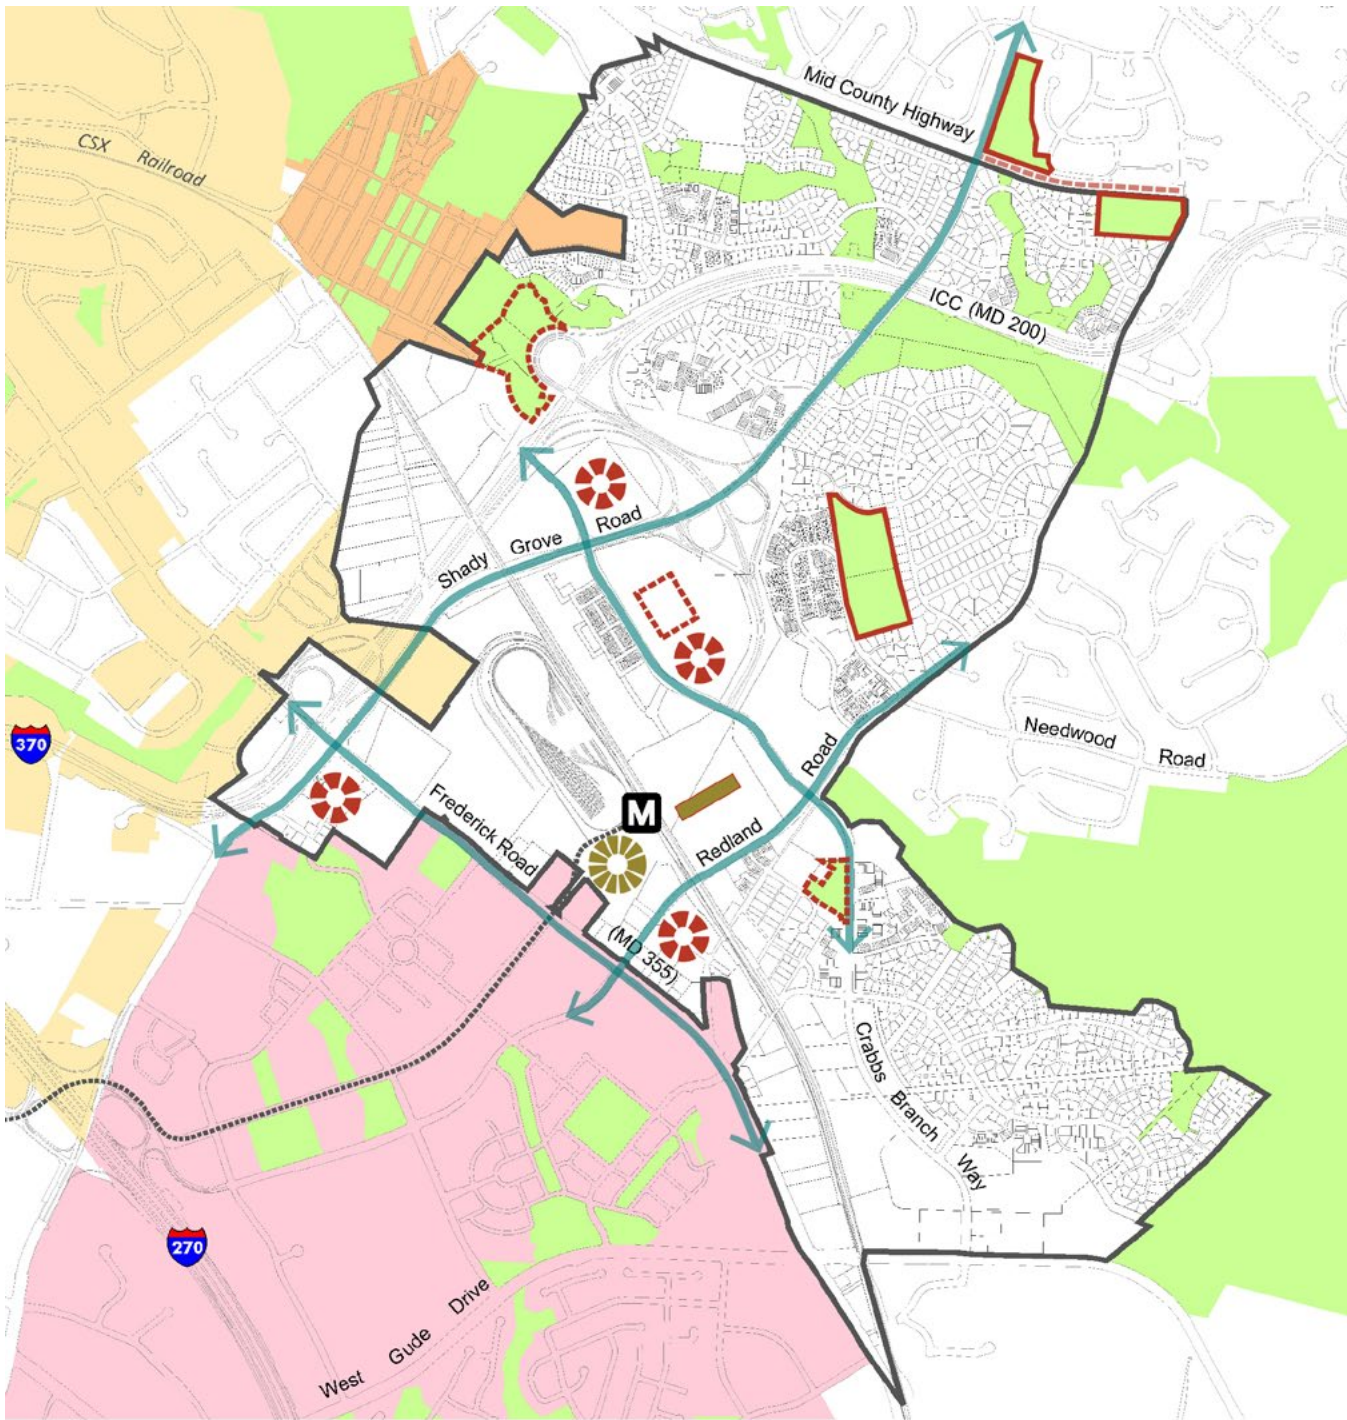 Mid County Highway
CSX Railroad
ICC (MD 200)
Shady Grove Road
Needwood Road
370
Frederick Road
M
Redland Road
(MD 355)
Crabbs Branch Way
270
West Gude Drive